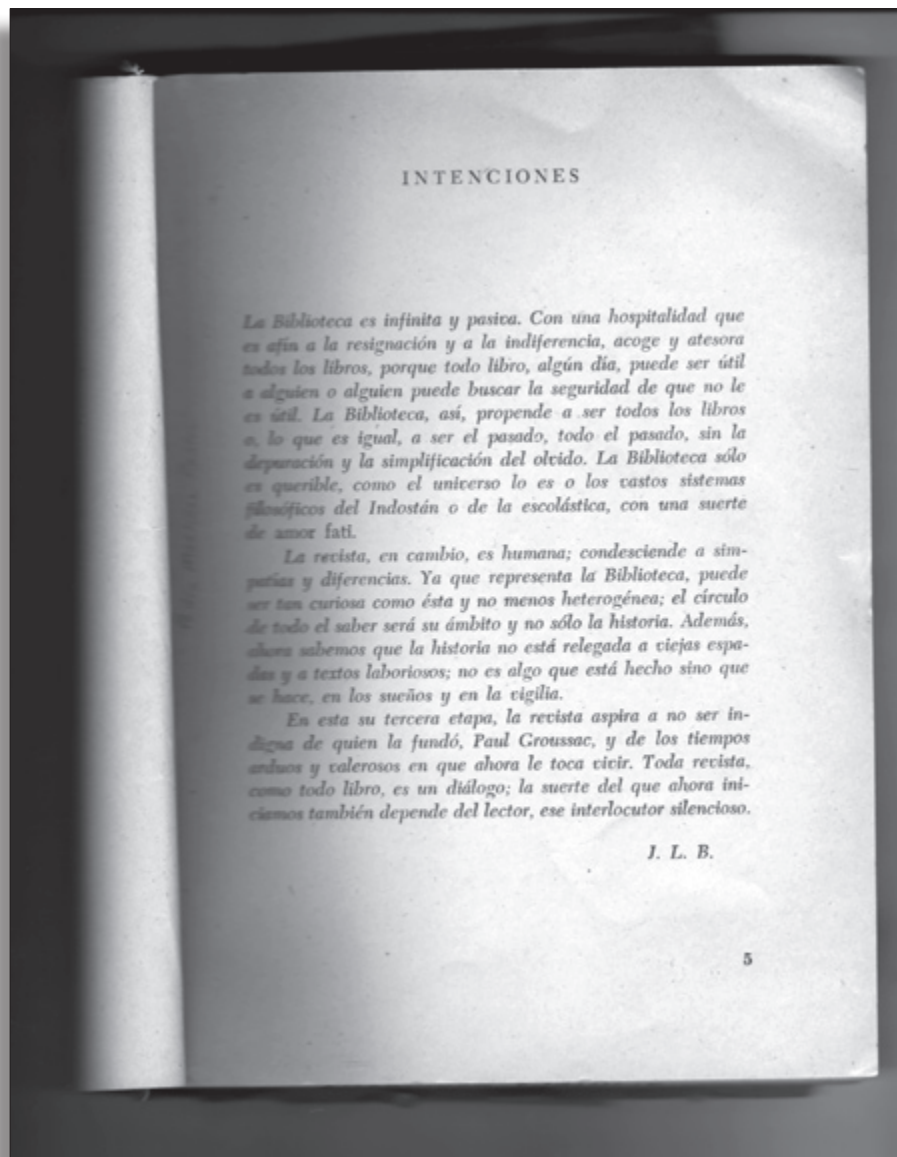 INTENCIONES
La Biblioteca es infinita y pasiva. Con una hospitalidad que
es afín a la resignación y a la indiferencia, acoge y atesora
todos los libros, porque todo libro, algún día, puede ser útil
a alguien o alguien puede buscar la seguridad de que no le
es útil. La Biblioteca, así, propende a ser todos los libros
o, lo que es igual, a ser el pasado, todo el pasado, sin la
depuración y la simplificación del olvido. La Biblioteca sólo
es querible, como el universo lo es o los vastos sistemas
filosóficos del Indostán o de la escolástica, con una suerte
de amor fati.
La revista, en cambio, es humana; condesciende a sim-
patías y diferencias. Ya que representa la Biblioteca, puede
ser tan curiosa como ésta y no menos heterogénea; el círculo
de todo el saber será su ámbito y no sólo la historia. Además,
ahora sabemos que la historia no está relegada a viejas espa-
das y a textos laboriosos; no es algo que está hecho sino que
se hace, en los sueños y en la vigilia.
En esta su tercera etapa, la revista aspira a no ser in-
digna de quien la fundó, Paul Groussac, y de los tiempos
arduos y valerosos en que ahora le toca vivir. Toda revista,
como todo libro, es un diálogo; la suerte del que ahora ini-
ciamos también depende del lector, ese interlocutor silencioso.
J. L. B.
5